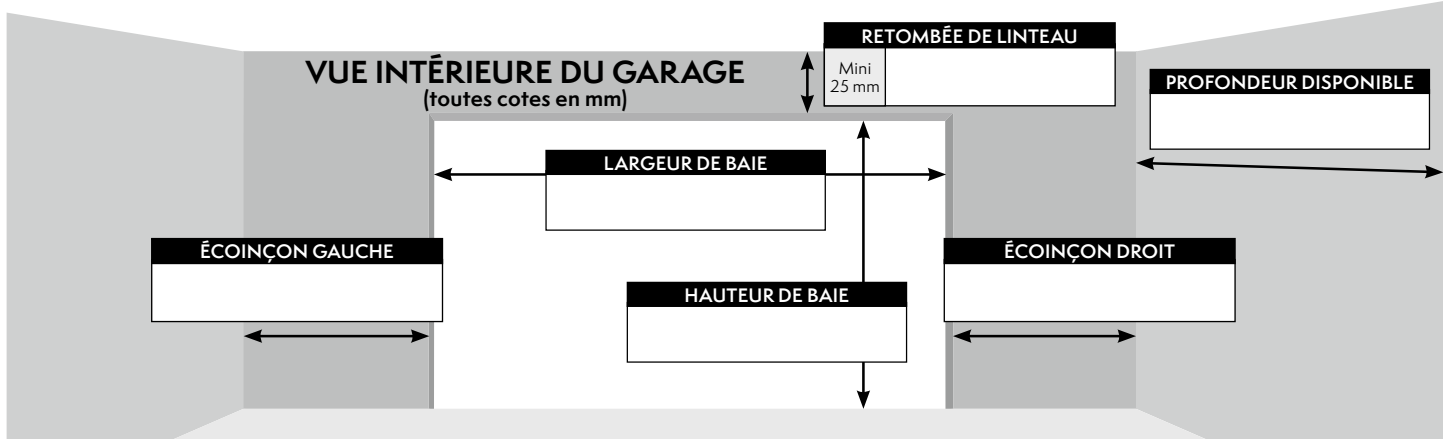 RETOMBÉE DE LINTEAU
VUE INTÉRIEURE DU GARAGE
(toutes cotes en mm)
Mini
25 mm
PROFONDEUR DISPONIBLE
LARGEUR DE BAIE
ÉCOINÇON GAUCHE
ÉCOINÇON DROIT
HAUTEUR DE BAIE